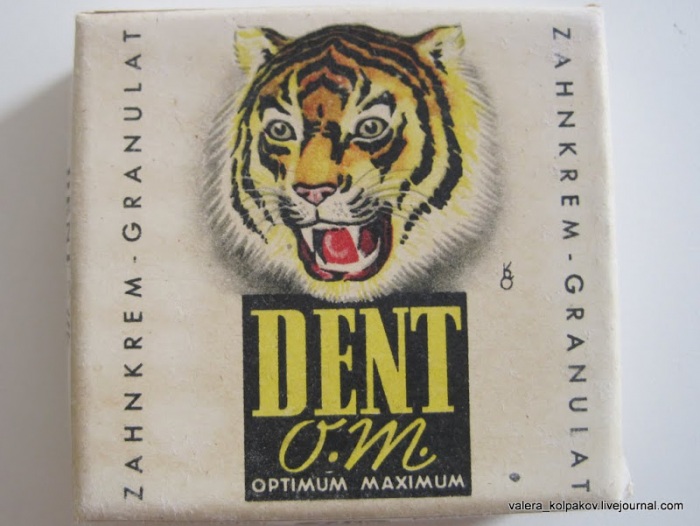 ZAHNKREM-GRANULAT
ZAHNKREM-GRANULAT
DENT
O.M.
OPTIMUM MAXIMUM
valera_kolpakov.livejournal.com